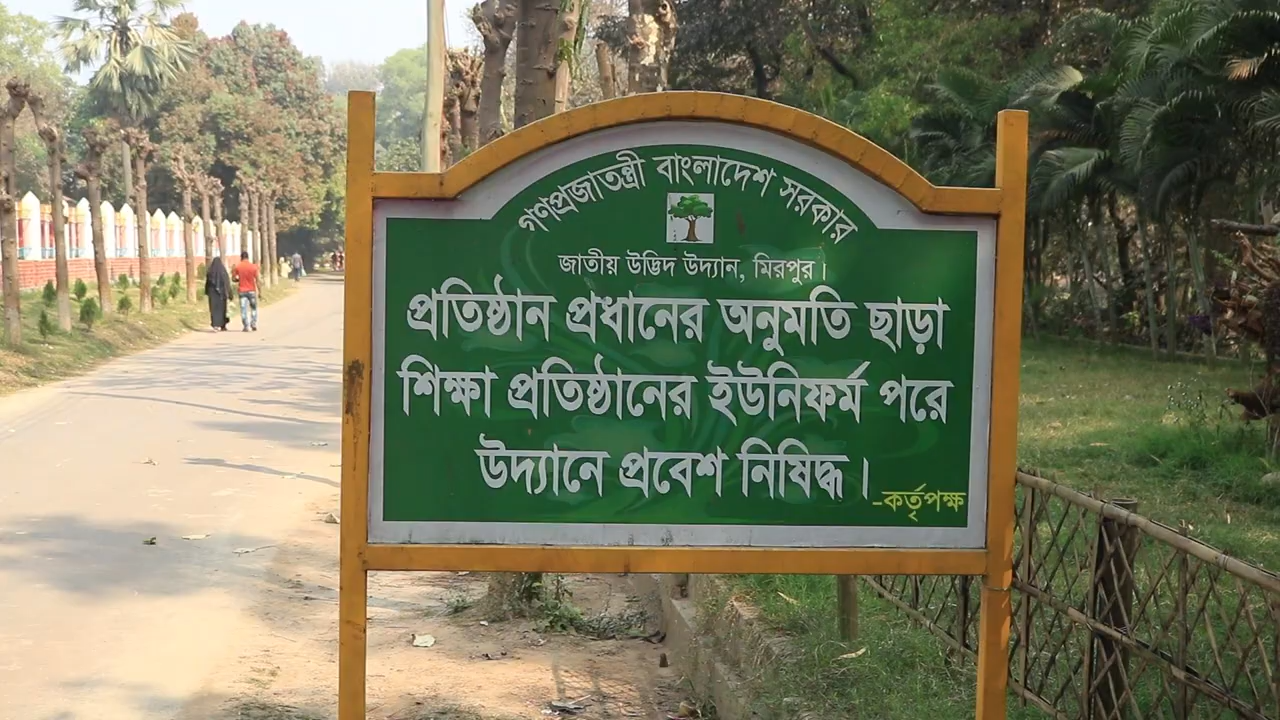 গণপ্রজাতন্ত্রী বাংলাদেশ সরকার
জাতীয় উদ্ভিদ উদ্যান, মিরপুর।
প্রতিষ্ঠান প্রধানের অনুমতি ছাড়া
শিক্ষা প্রতিষ্ঠানের ইউনিফর্ম পরে
উদ্যানে প্রবেশ নিষিদ্ধ।
-কর্তৃপক্ষ